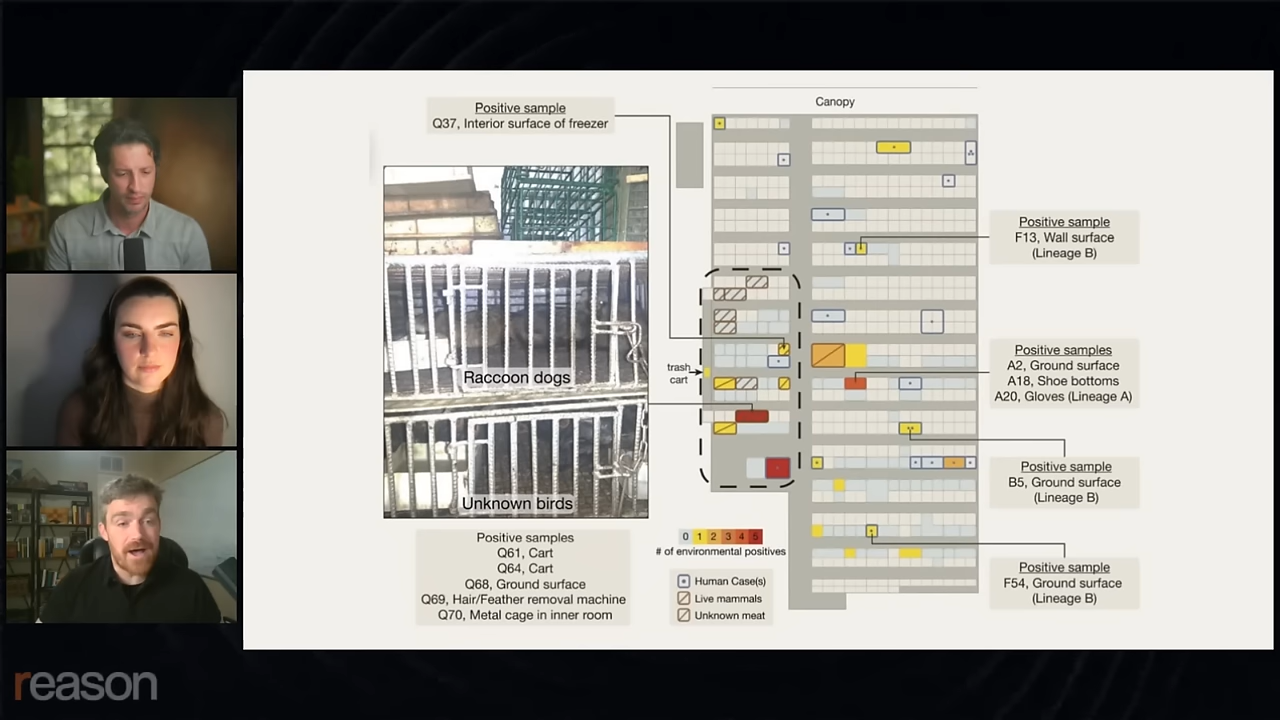 Canopy
Positive sample
Q37, Interior surface of freezer
Positive sample
F13, Wall surface
(Lineage B)
trash
cart
Raccoon dogs
Unknown birds
Positive samples
A2, Ground surface
A18, Shoe bottoms
A20, Gloves (Lineage A)
Positive sample
B5, Ground surface
(Lineage B)
Positive samples
Q61, Cart
Q64, Cart
Q68, Ground surface
Q69, Hair/Feather removal machine
Q70, Metal cage in inner room
0 1 2 3 4 5
# of environmental positives
Human Case(s)
Live mammals
Unknown meat
Positive sample
F54, Ground surface
(Lineage B)
reason